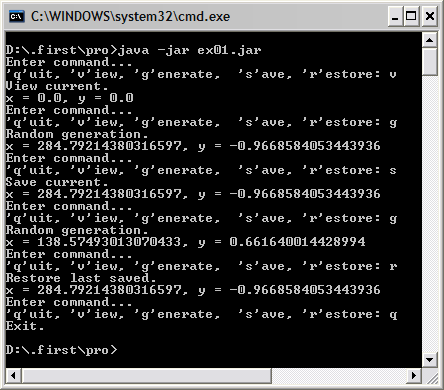 C:\WINDOWS\system32\cmd.exe
D:\.first\pro>java -jar ex01.jar
Enter command...
'q'uit, 'v'iew, 'g'enerate,  's'ave, 'r'estore: v
View current.
x = 0.0, y = 0.0
Enter command...
'q'uit, 'v'iew, 'g'enerate,  's'ave, 'r'estore: g
Random generation.
x = 284.79214380316597, y = -0.9668584053443936
Enter command...
'q'uit, 'v'iew, 'g'enerate,  's'ave, 'r'estore: s
Save current.
x = 284.79214380316597, y = -0.9668584053443936
Enter command...
'q'uit, 'v'iew, 'g'enerate,  's'ave, 'r'estore: g
Random generation.
x = 138.57493013070433, y = 0.661640014428994
Enter command...
'q'uit, 'v'iew, 'g'enerate,  's'ave, 'r'estore: r
Restore last saved.
x = 284.79214380316597, y = -0.9668584053443936
Enter command...
'q'uit, 'v'iew, 'g'enerate,  's'ave, 'r'estore: q
Exit.
D:\.first\pro>